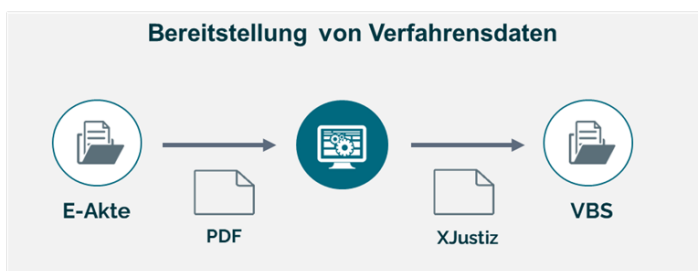 Bereitstellung von Verfahrensdaten
E-Akte
PDF
XJustiz
VBS